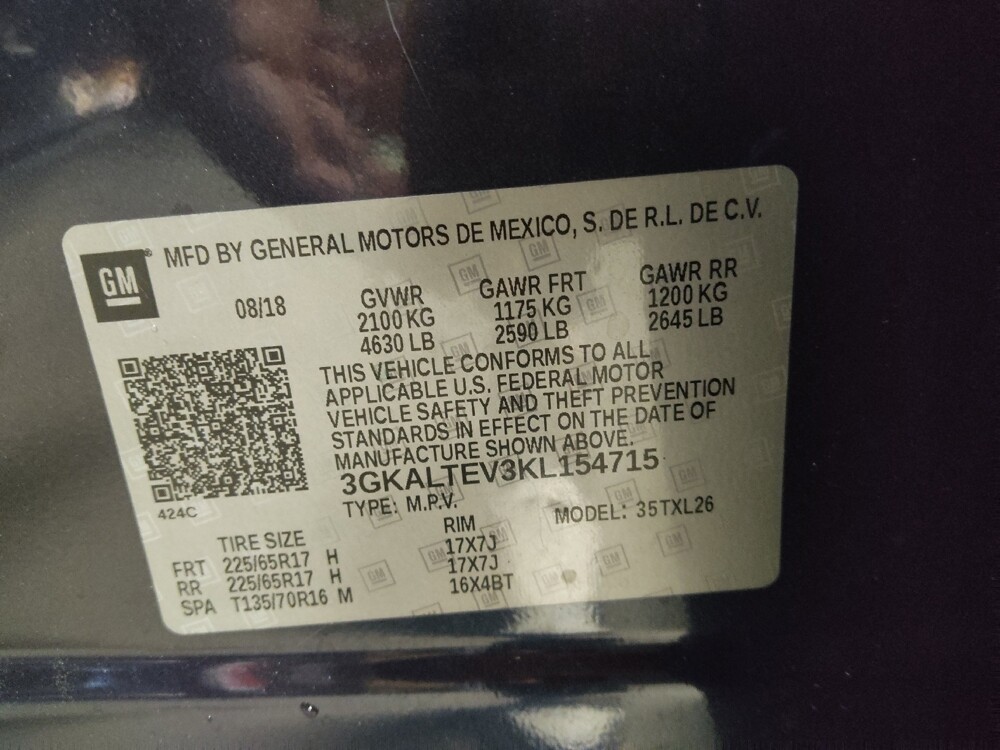 GM
® MFD BY GENERAL MOTORS DE MEXICO, S. DE R.L. DE C.V.
08/18
GVWR GAWR FRT GAWR RR
2100 KG 1175 KG 1200 KG
4630 LB 2590 LB 2645 LB
THIS VEHICLE CONFORMS TO ALL
APPLICABLE U.S. FEDERAL MOTOR
VEHICLE SAFETY AND THEFT PREVENTION
STANDARDS IN EFFECT ON THE DATE OF
MANUFACTURE SHOWN ABOVE.
3GKALTEV3KL154715
424C
TYPE: M.P.V. MODEL: 35TXL26
TIRE SIZE RIM
FRT 225/65R17 H 17X7J
RR 225/65R17 H 17X7J
SPA T135/70R16 M 16X4BT